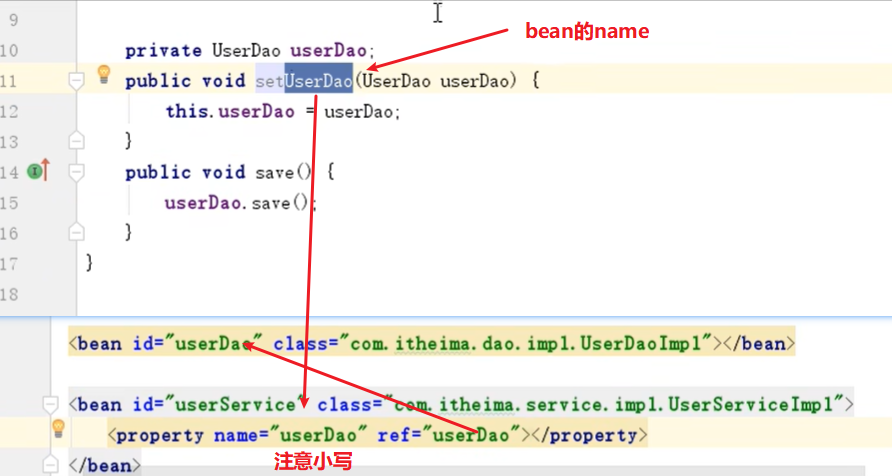 9
bean的name
10 private UserDao userDao;
11 public void setUserDao(UserDao userDao) {
12 this.userDao = userDao;
13 }
14 public void save() {
15 userDao.save();
16 }
17 }
18
<bean id="userDao" class="com.itheima.dao.impl.UserDaoImpl"></bean>
<bean id="userService" class="com.itheima.service.impl.UserServiceImpl">
<property name="userDao" ref="userDao"></property>
注意小写
</bean>